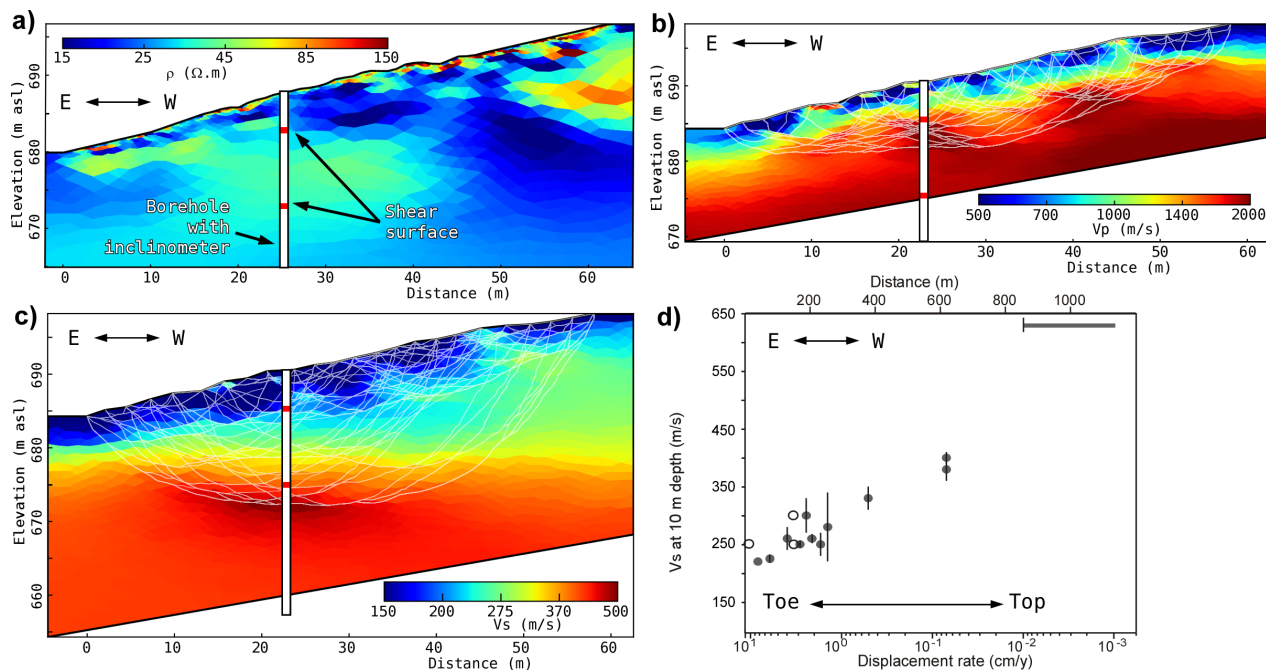 a)
15 25 45 85 150
ρ (Ω.m)
E W
Elevation (m asl)
690
680
670
Borehole
with
inclinometer
Shear
surface
0 10 20 30 40 50 60
Distance (m)
b)
E W
Elevation (m asl)
690
680
670
500 700 1000 1400 2000
Vp (m/s)
0 10 20 30 40 50 60
Distance (m)
c)
E W
Elevation (m asl)
690
680
670
660
150 200 275 370 500
Vs (m/s)
0 10 20 30 40 50 60
Distance (m)
Distance (m)
200 400 600 800 1000
d)
E W
Vs at 10 m depth (m/s)
650
550
450
350
250
150
Toe Top
10¹ 10⁰ 10⁻¹ 10⁻² 10⁻³
Displacement rate (cm/y)